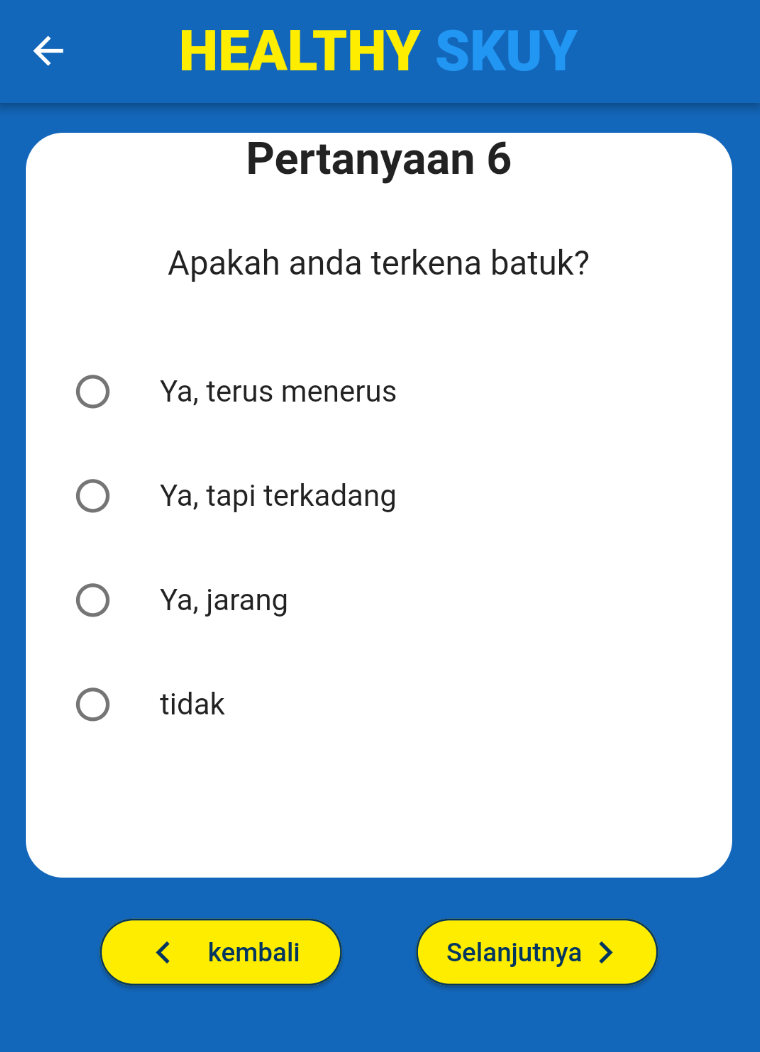 HEALTHY SKUY
Pertanyaan 6
Apakah anda terkena batuk?
Ya, terus menerus
Ya, tapi terkadang
Ya, jarang
tidak
kembali
Selanjutnya